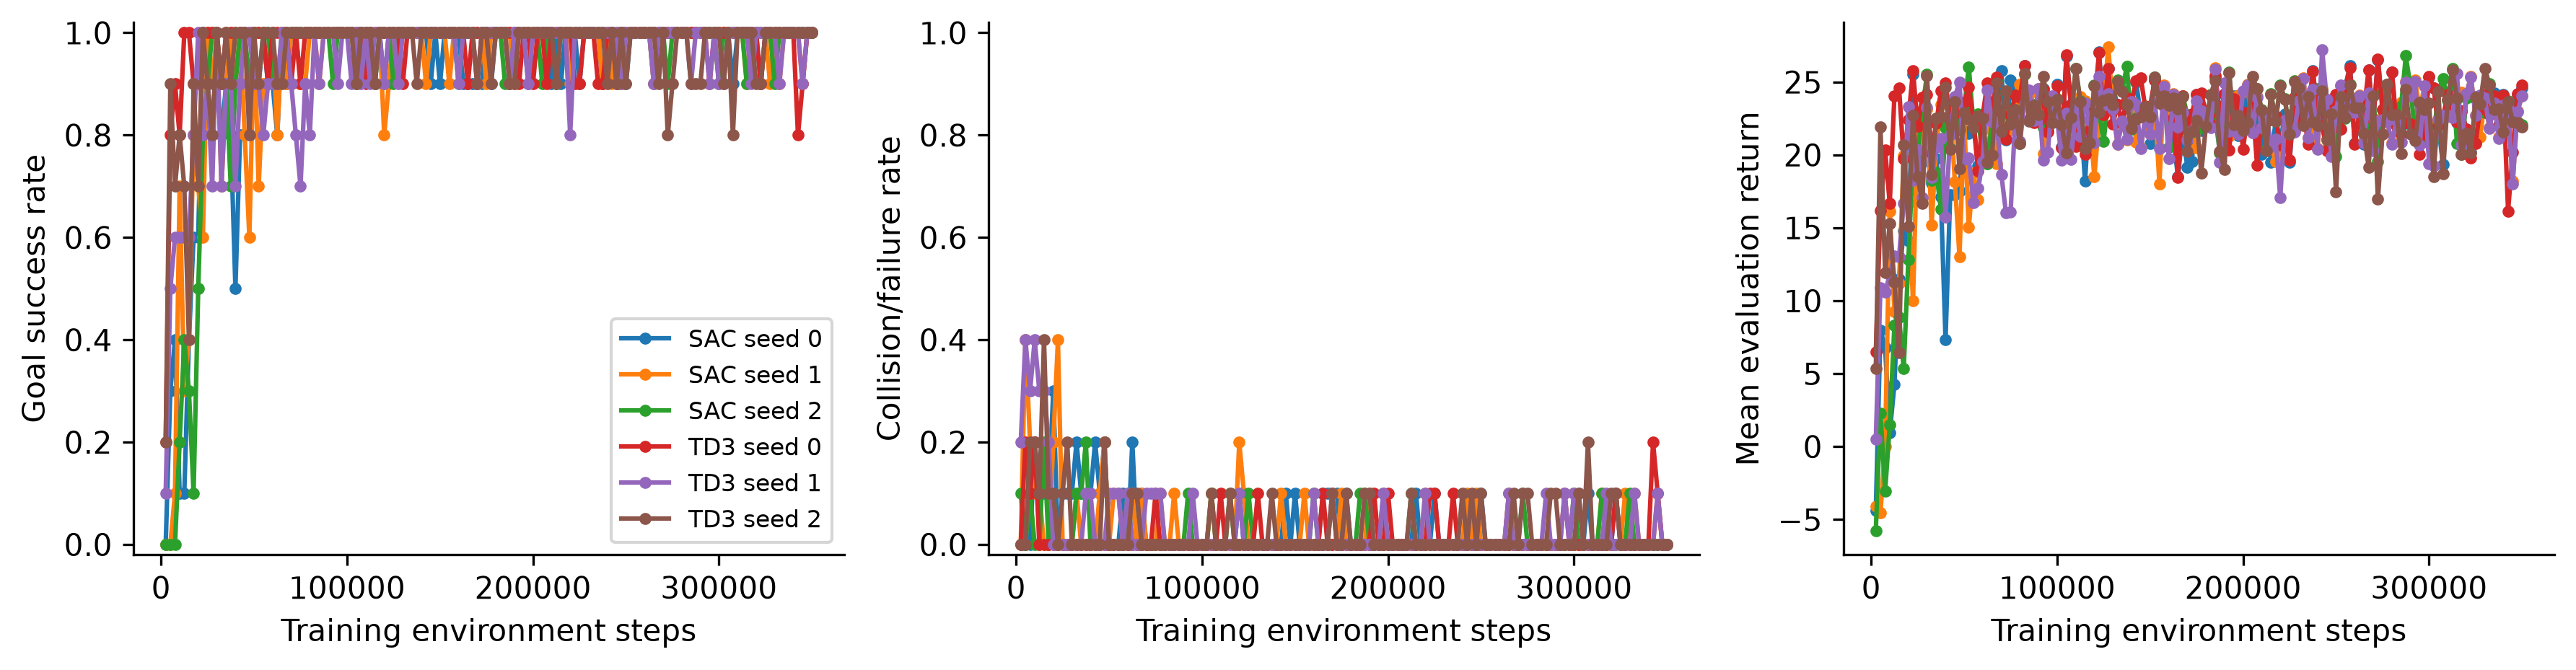 Goal success rate
1.0
0.8
0.6
0.4
0.2
0.0
0
100000
200000
300000
Training environment steps
SAC seed 0
SAC seed 1
SAC seed 2
TD3 seed 0
TD3 seed 1
TD3 seed 2
Collision/failure rate
1.0
0.8
0.6
0.4
0.2
0.0
0
100000
200000
300000
Training environment steps
Mean evaluation return
25
20
15
10
5
0
−5
0
100000
200000
300000
Training environment steps